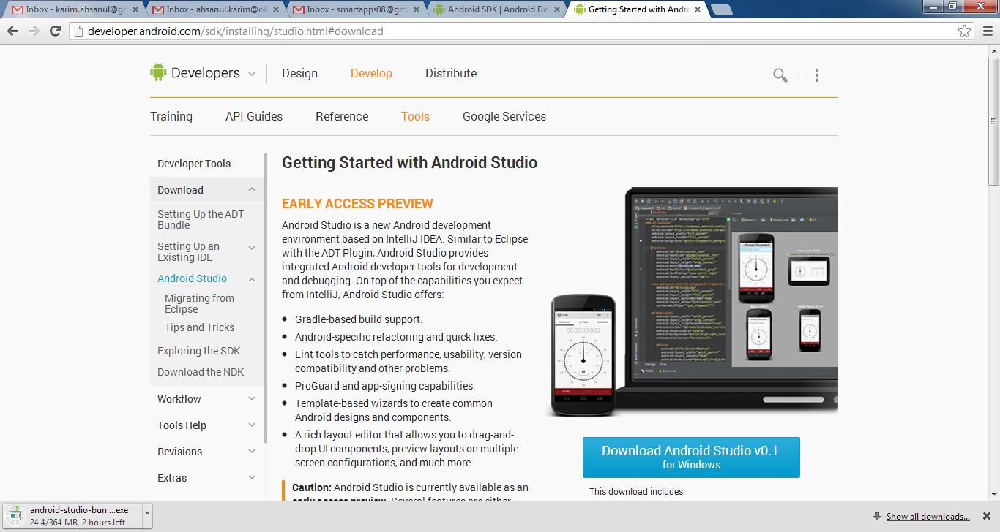 Inbox - karim.ahsanul@gm
Inbox - ahsanul.karim@c4
Inbox - smartapps08@gm
Android SDK | Android De
Getting Started with Andro
developer.android.com/sdk/installing/studio.html#download
Developers
Design
Develop
Distribute
Training
API Guides
Reference
Tools
Google Services
Developer Tools
Download
Setting Up the ADT
Bundle
Setting Up an
Existing IDE
Android Studio
Migrating from
Eclipse
Tips and Tricks
Exploring the SDK
Download the NDK
Workflow
Tools Help
Revisions
Extras
Getting Started with Android Studio
EARLY ACCESS PREVIEW
Android Studio is a new Android development
environment based on IntelliJ IDEA. Similar to Eclipse
with the ADT Plugin, Android Studio provides
integrated Android developer tools for development
and debugging. On top of the capabilities you expect
from IntelliJ, Android Studio offers:
Gradle-based build support.
Android-specific refactoring and quick fixes.
Lint tools to catch performance, usability, version
compatibility and other problems.
ProGuard and app-signing capabilities.
Template-based wizards to create common
Android designs and components.
A rich layout editor that allows you to drag-and-
drop UI components, preview layouts on multiple
screen configurations, and much more.
Caution: Android Studio is currently available as an
early access preview. Several features are either
00:00:00.000
Download Android Studio v0.1
for Windows
This download includes:
android-studio-bun....exe
24.4/364 MB, 2 hours left
Show all downloads...